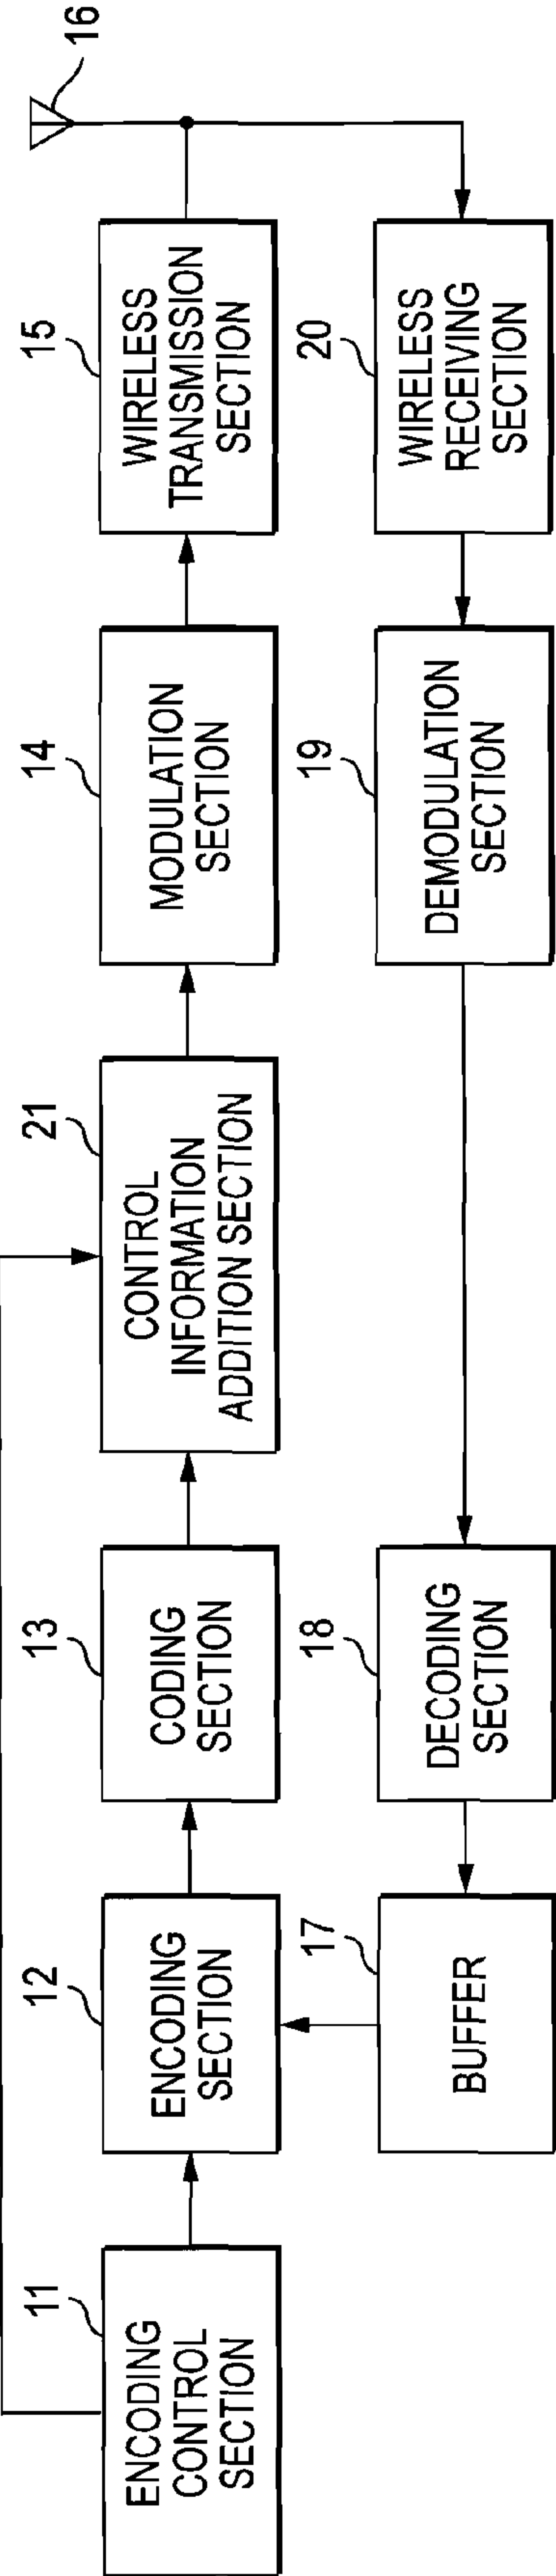 11
ENCODING
CONTROL
SECTION
12
ENCODING
SECTION
13
CODING
SECTION
21
CONTROL
INFORMATION
ADDITION SECTION
14
MODULATION
SECTION
15
WIRELESS
TRANSMISSION
SECTION
16
17
BUFFER
18
DECODING
SECTION
19
DEMODULATION
SECTION
20
WIRELESS
RECEIVING
SECTION